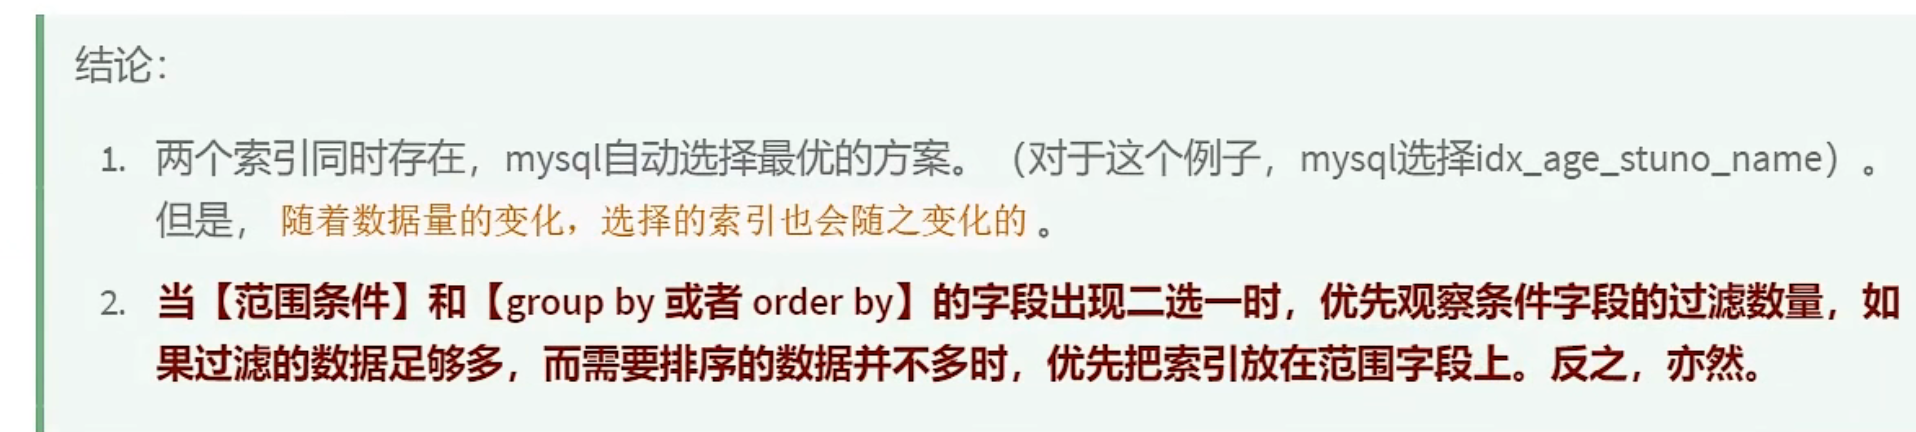 结论：
1. 两个索引同时存在，mysql自动选择最优的方案。（对于这个例子，mysql选择idx_age_stuno_name）。
但是， 随着数据量的变化，选择的索引也会随之变化的 。
2. 当【范围条件】和【group by 或者 order by】的字段出现二选一时，优先观察条件字段的过滤数量，如
果过滤的数据足够多，而需要排序的数据并不多时，优先把索引放在范围字段上。反之，亦然。